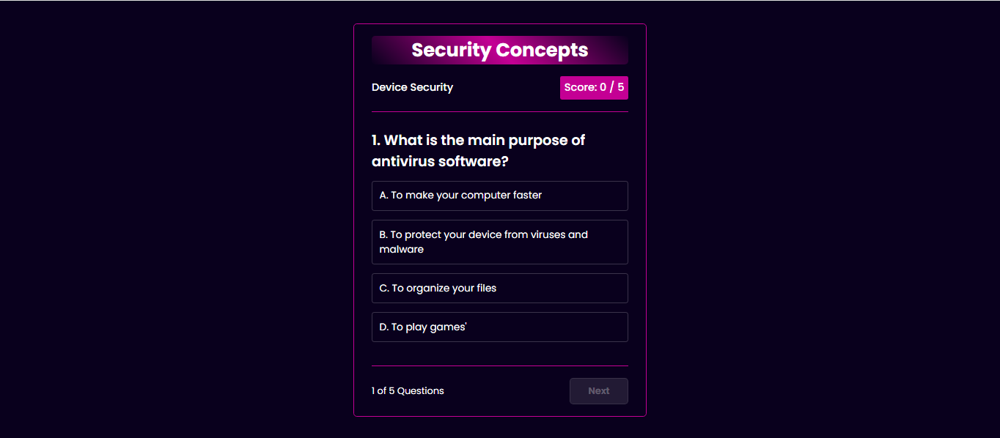 Security Concepts
Device Security
Score: 0 / 5
1. What is the main purpose of
antivirus software?
A. To make your computer faster
B. To protect your device from viruses and
malware
C. To organize your files
D. To play games'
1 of 5 Questions
Next